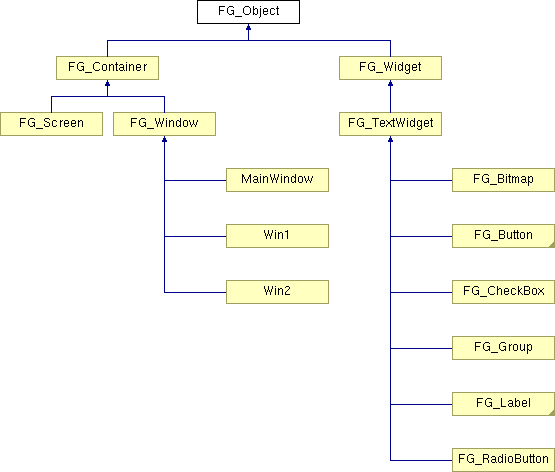 FG_Object
FG_Container
FG_Widget
FG_Screen
FG_Window
FG_TextWidget
MainWindow
FG_Bitmap
Win1
FG_Button
Win2
FG_CheckBox
FG_Group
FG_Label
FG_RadioButton